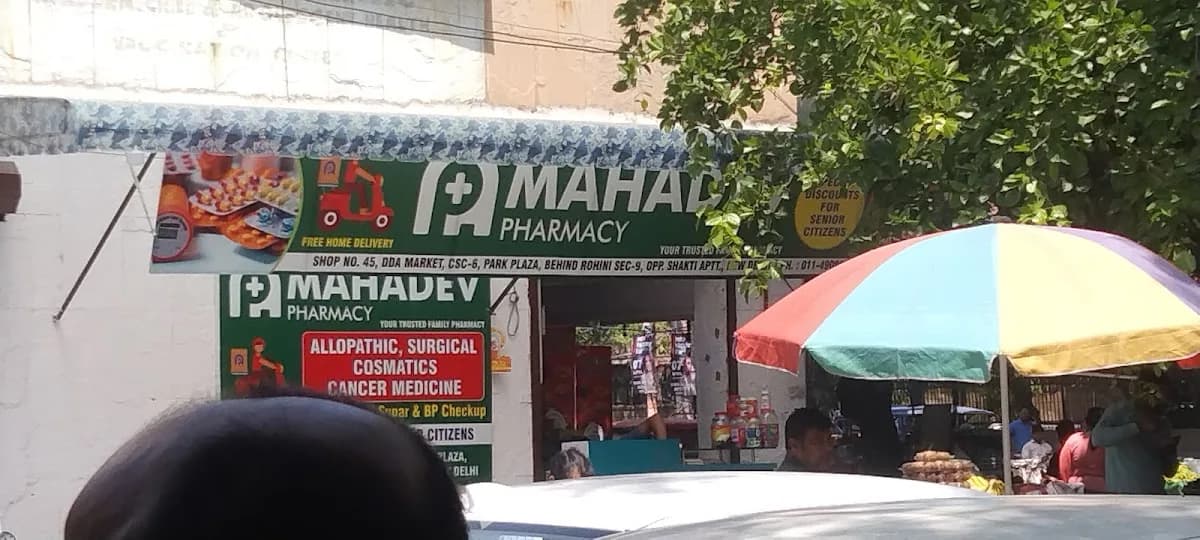 MAHADEV
PHARMACY
FREE HOME DELIVERY
YOUR TRUSTED
DISCOUNTS
FOR
SENIOR
CITIZENS
SHOP NO. 45, DDA MARKET, CSC-6, PARK PLAZA, BEHIND ROHINI SEC-9, OPP. SHAKTI APTT.,
MAHADEV
PHARMACY
YOUR TRUSTED FAMILY PHARMACY
ALLOPATHIC, SURGICAL
COSMATICS
CANCER MEDICINE
& BP Checkup
CITIZENS
PLAZA,
DELHI